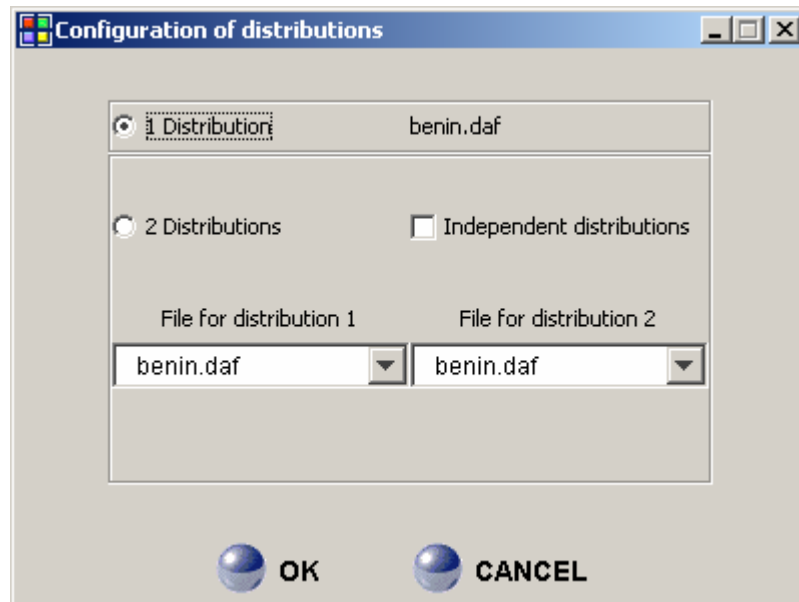 Configuration of distributions
1 Distribution benin.daf
2 Distributions Independent distributions
File for distribution 1 File for distribution 2
benin.daf benin.daf
OK CANCEL